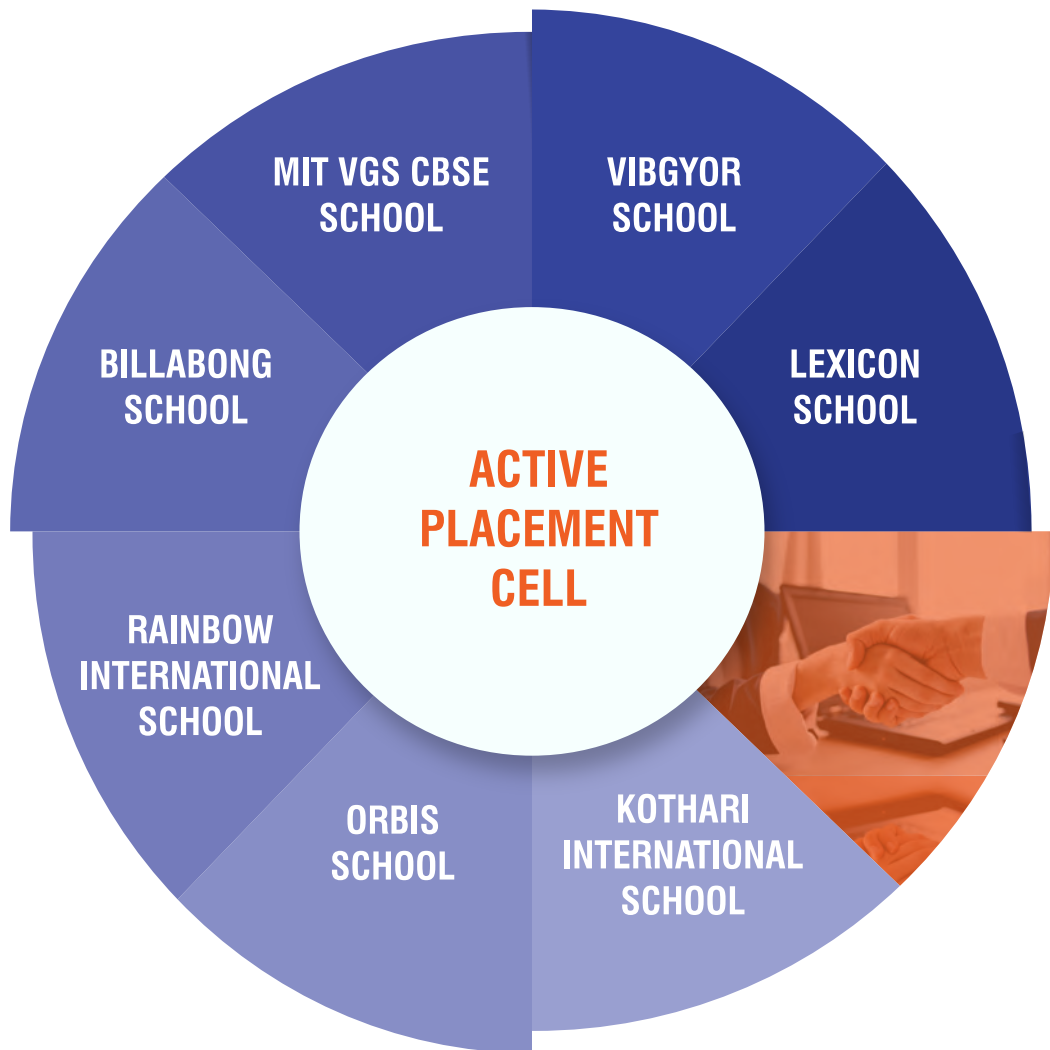 MIT VGS CBSE
SCHOOL
VIBGYOR
SCHOOL
BILLABONG
SCHOOL
LEXICON
SCHOOL
ACTIVE
PLACEMENT
CELL
RAINBOW
INTERNATIONAL
SCHOOL
ORBIS
SCHOOL
KOTHARI
INTERNATIONAL
SCHOOL